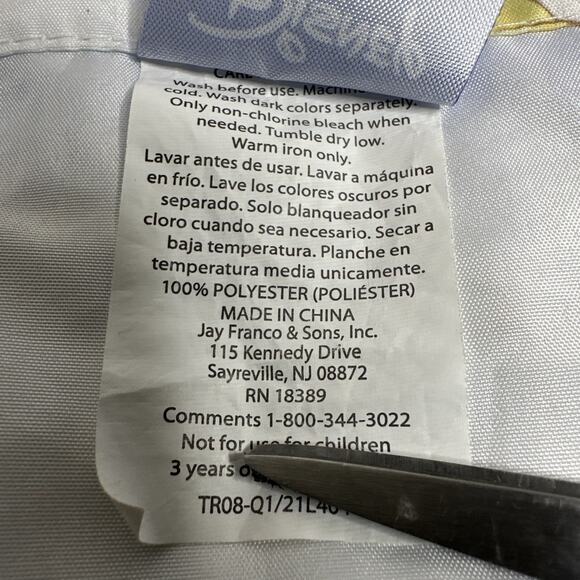 Disney
Wash before use. Machine
cold. Wash dark colors separately.
Only non-chlorine bleach when
needed. Tumble dry low.
Warm iron only.
Lavar antes de usar. Lavar a máquina
en frío. Lave los colores oscuros por
separado. Solo blanqueador sin
cloro cuando sea necesario. Secar a
baja temperatura. Planche en
temperatura media unicamente.
100% POLYESTER (POLIÉSTER)
MADE IN CHINA
Jay Franco & Sons, Inc.
115 Kennedy Drive
Sayreville, NJ 08872
RN 18389
Comments 1-800-344-3022
Not for use for children
3 years